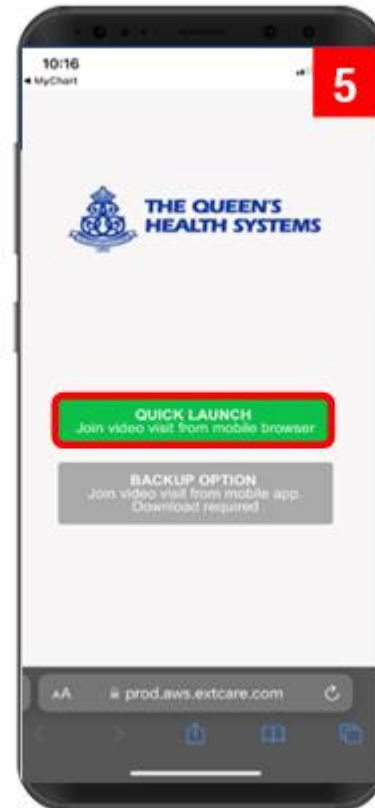 10:16
5
◀ MyChart
THE QUEEN'S
HEALTH SYSTEMS
QUICK LAUNCH
Join video visit from mobile browser
BACKUP OPTION
Join video visit from mobile app.
Download required
AA prod.aws.extcare.com